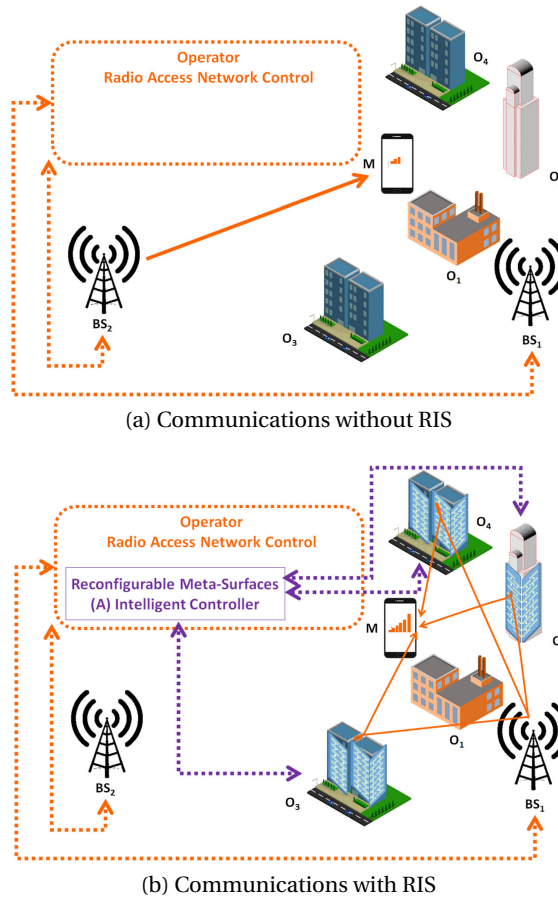 Operator
Radio Access Network Control
O4
O
M
O1
BS2
BS1
O3
(a) Communications without RIS
Operator
Radio Access Network Control
O4
Reconfigurable Meta-Surfaces
(A) Intelligent Controller
M
O
O1
BS2
BS1
O3
(b) Communications with RIS